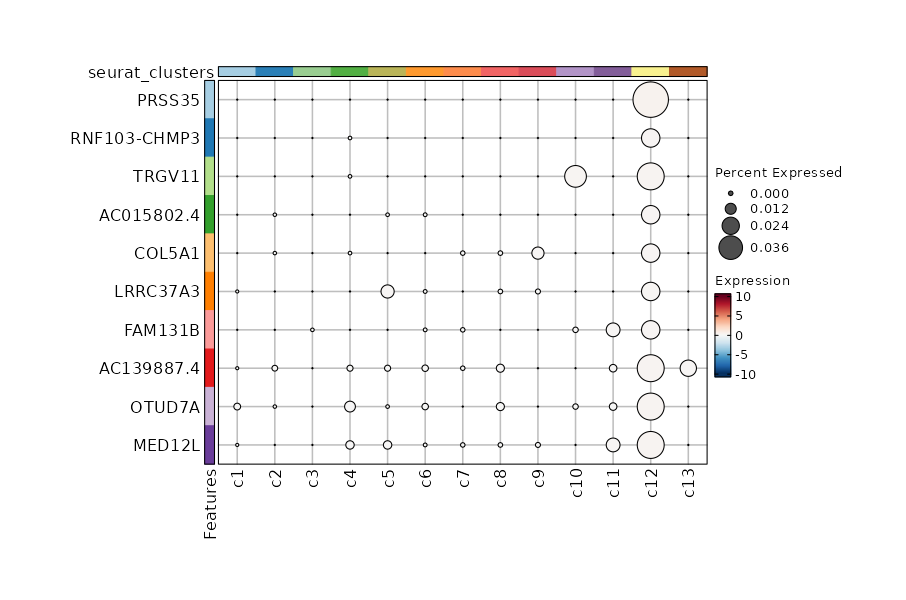 seurat_clusters
PRSS35
RNF103-CHMP3
TRGV11
AC015802.4
COL5A1
LRRC37A3
FAM131B
AC139887.4
OTUD7A
MED12L
Features
c1
c2
c3
c4
c5
c6
c7
c8
c9
c10
c11
c12
c13
Percent Expressed
0.000
0.012
0.024
0.036
Expression
10
5
0
-5
-10